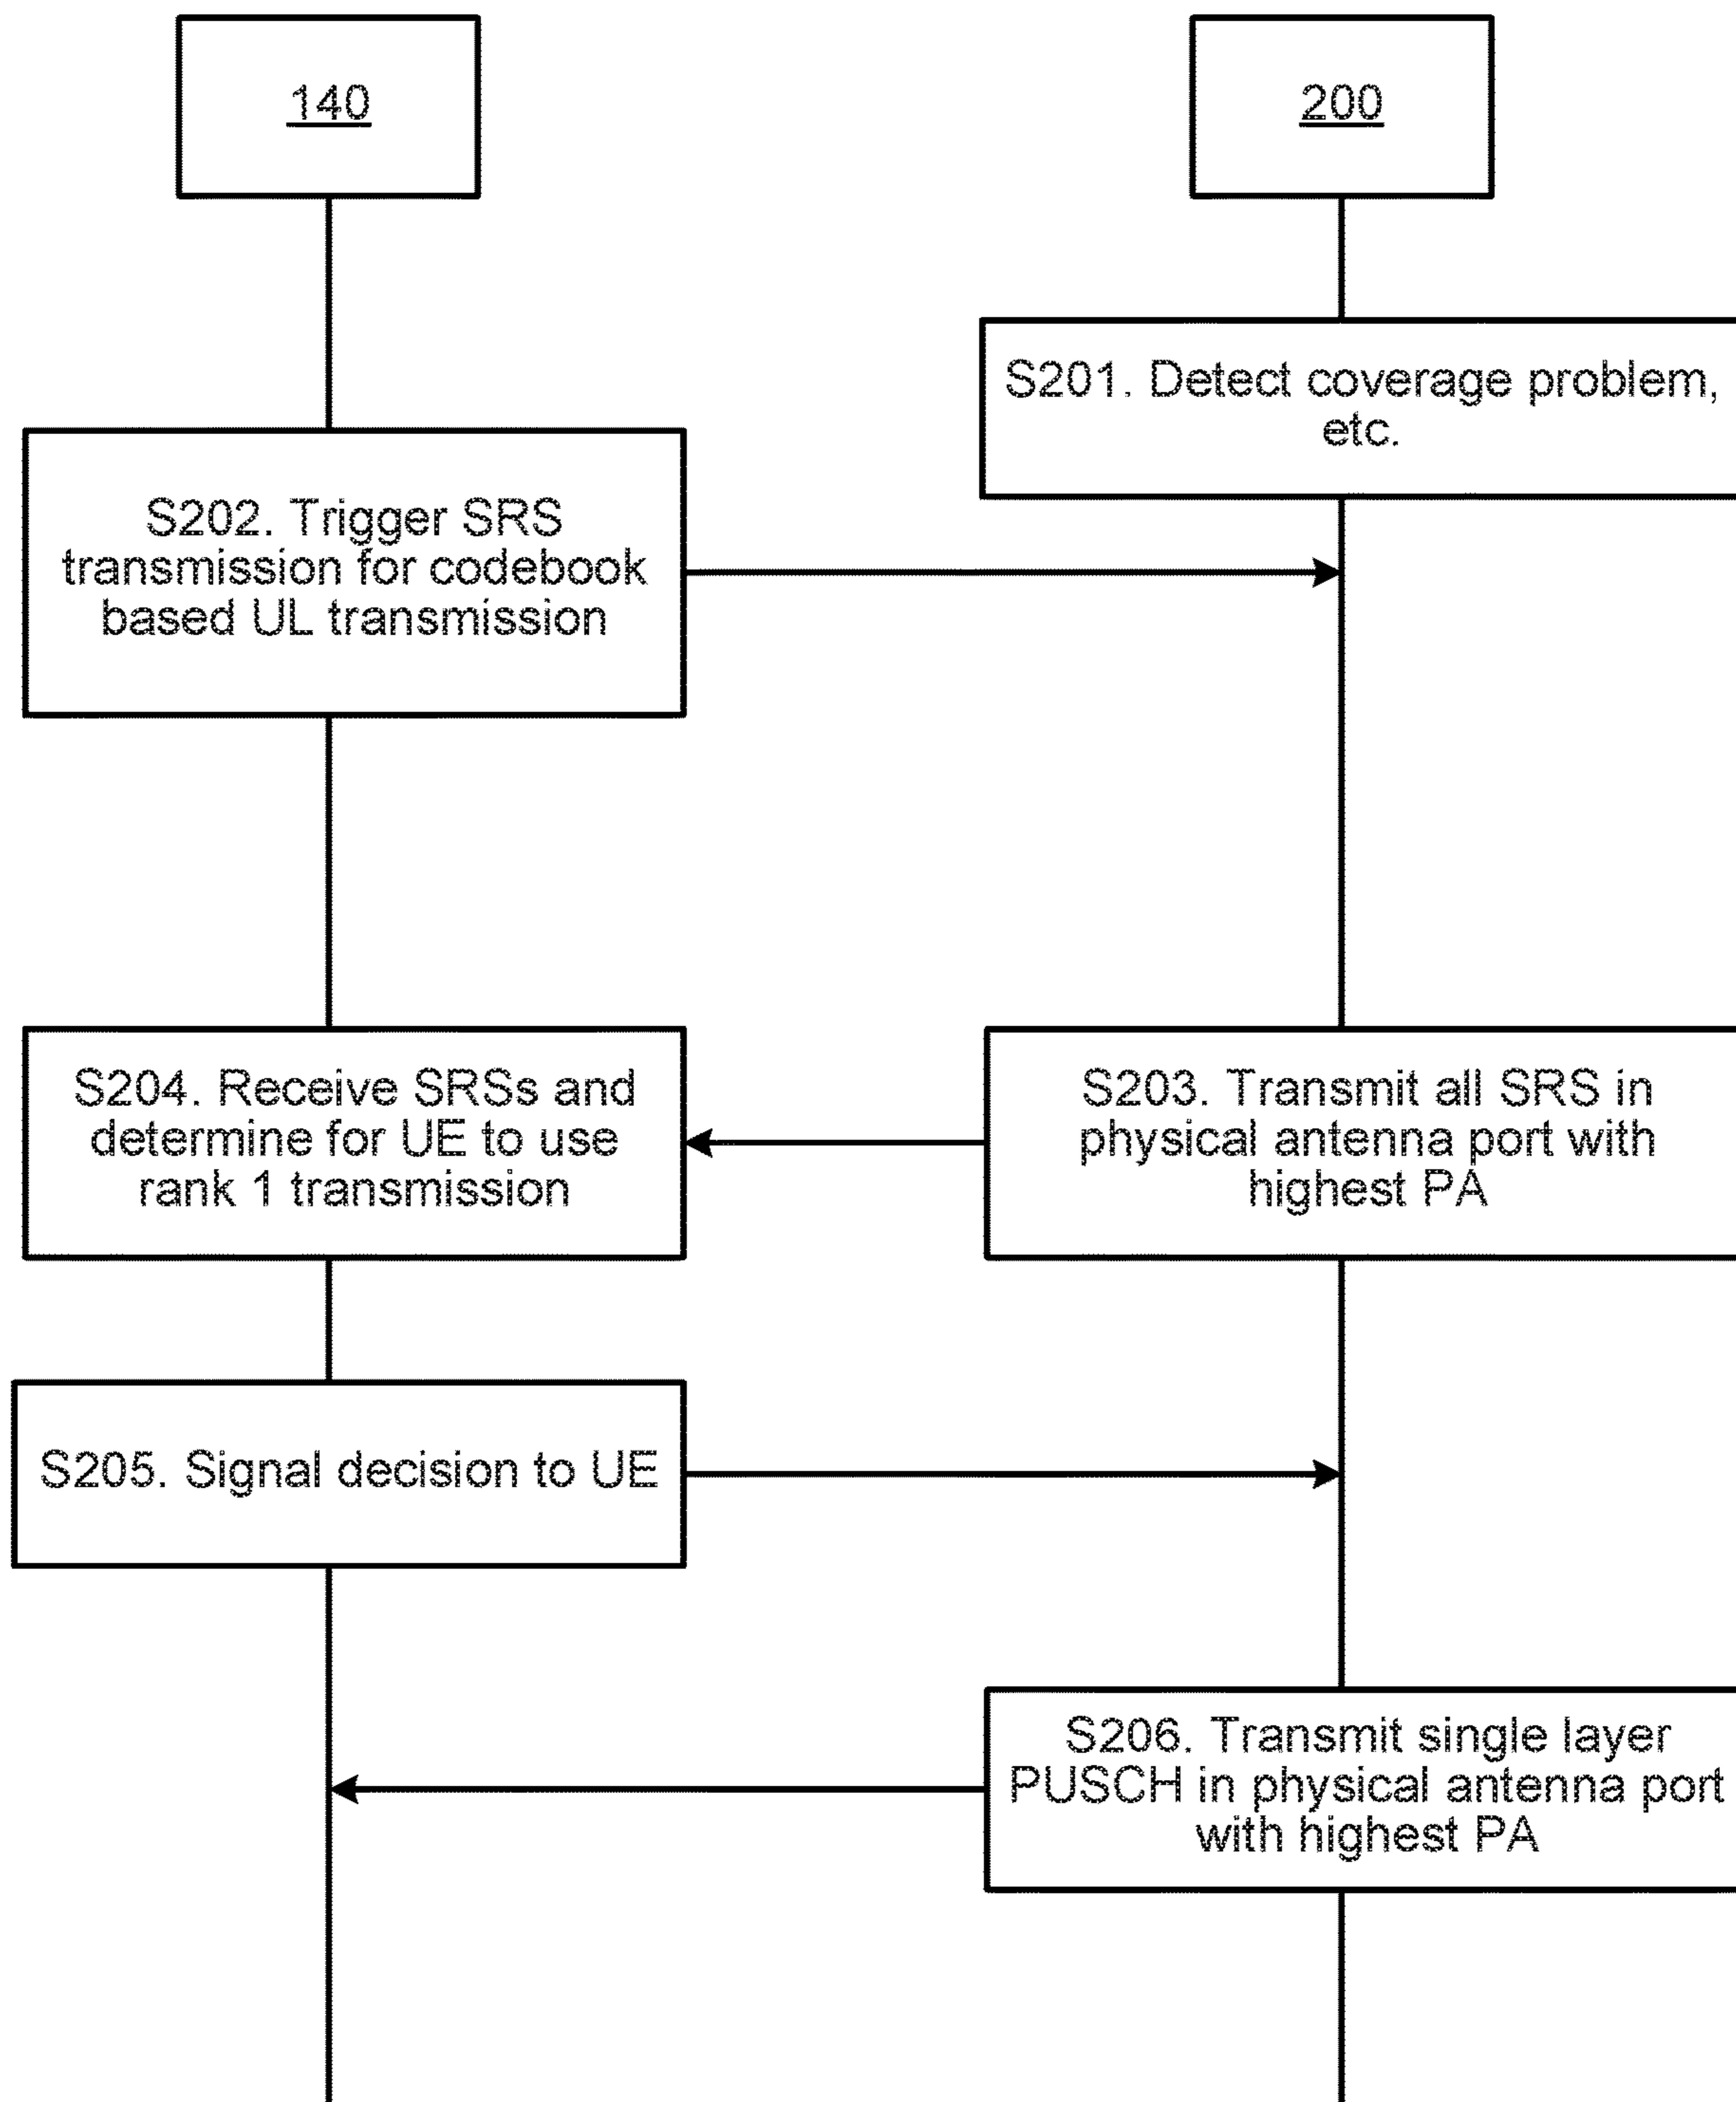 140
200
S201. Detect coverage problem,
etc.
S202. Trigger SRS
transmission for codebook
based UL transmission
S204. Receive SRSs and
determine for UE to use
rank 1 transmission
S203. Transmit all SRS in
physical antenna port with
highest PA
S205. Signal decision to UE
S206. Transmit single layer
PUSCH in physical antenna port
with highest PA